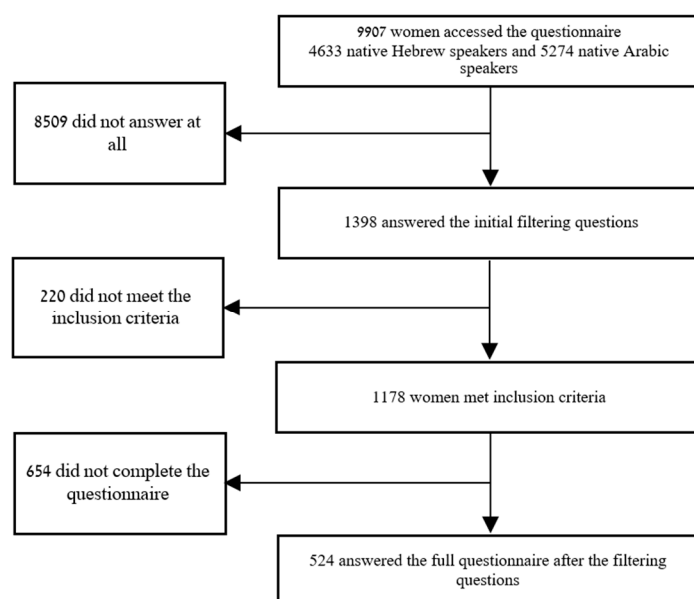 9907 women accessed the questionnaire
4633 native Hebrew speakers and 5274 native Arabic
speakers
8509 did not answer at
all
1398 answered the initial filtering questions
220 did not meet the
inclusion criteria
1178 women met inclusion criteria
654 did not complete the
questionnaire
524 answered the full questionnaire after the filtering
questions